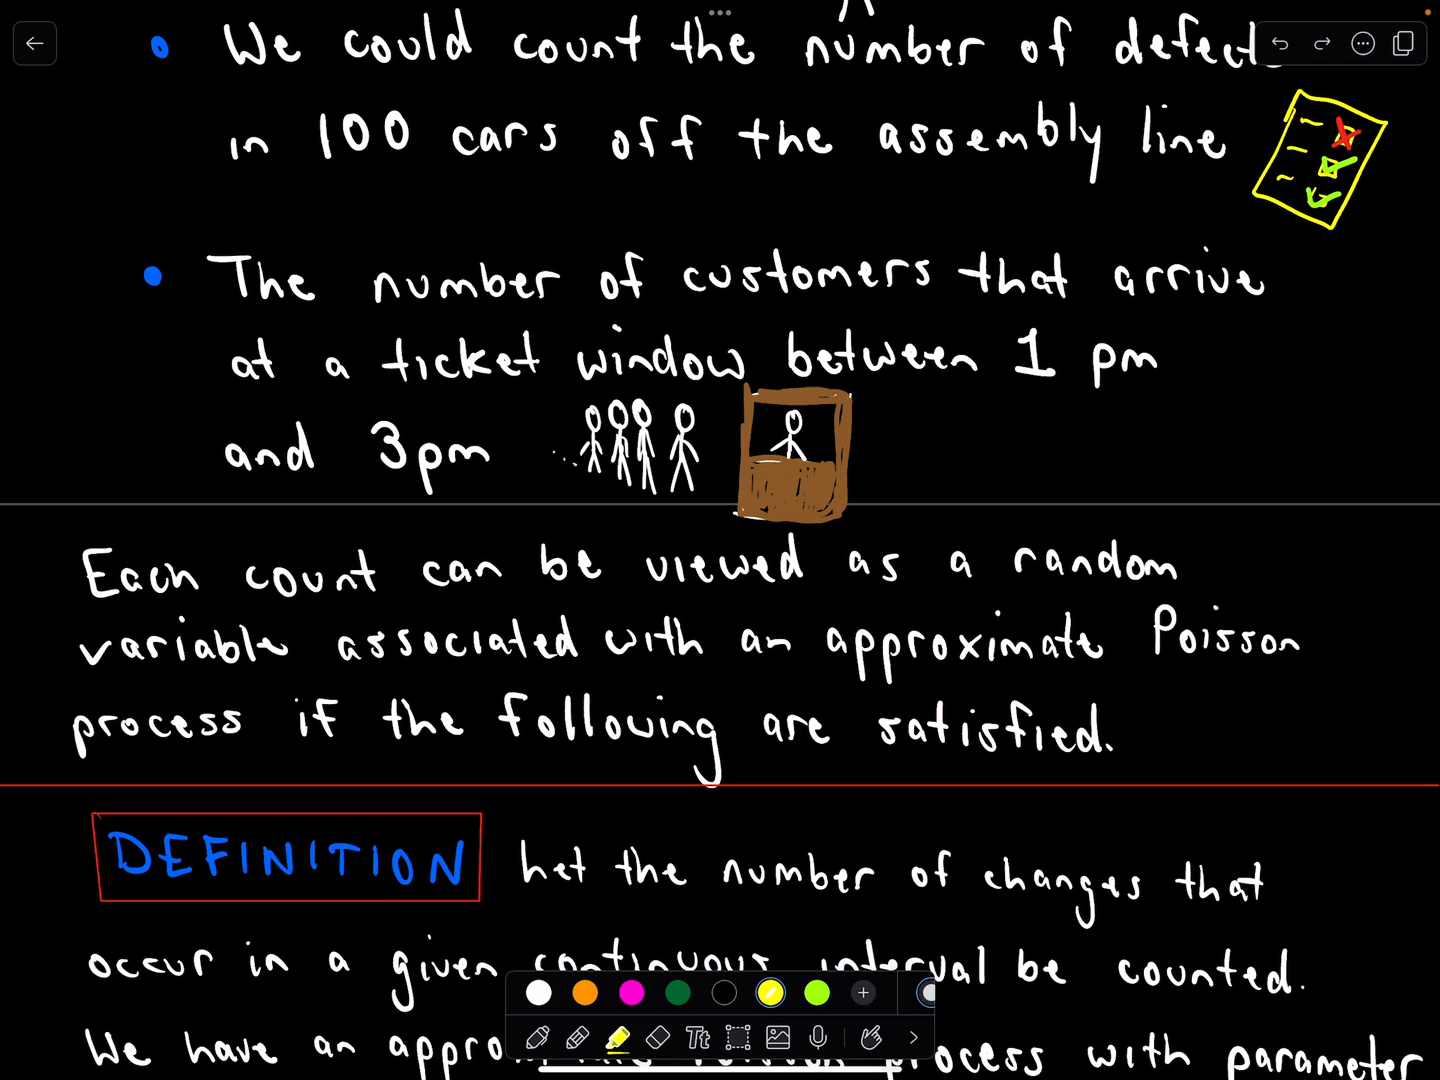 We could count the number of defects
in 100 cars off the assembly line
The number of customers that arrive
at a ticket window between 1 pm
and 3pm
Each count can be viewed as a random
variable associated with an approximate Poisson
process if the following are satisfied.
DEFINITION Let the number of changes that
occur in a given continuous interval be counted.
We have an approximate Poisson process with parameter
Tt